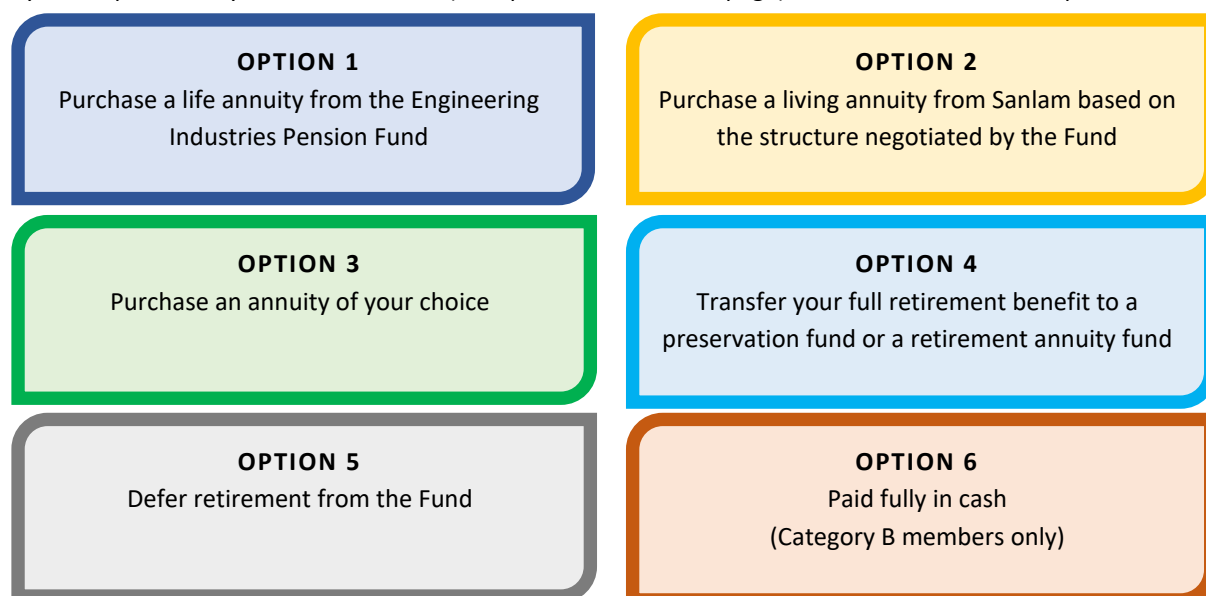 OPTION 1
Purchase a life annuity from the Engineering
Industries Pension Fund
OPTION 2
Purchase a living annuity from Sanlam based on
the structure negotiated by the Fund
OPTION 3
Purchase an annuity of your choice
OPTION 4
Transfer your full retirement benefit to a
preservation fund or a retirement annuity fund
OPTION 5
Defer retirement from the Fund
OPTION 6
Paid fully in cash
(Category B members only)